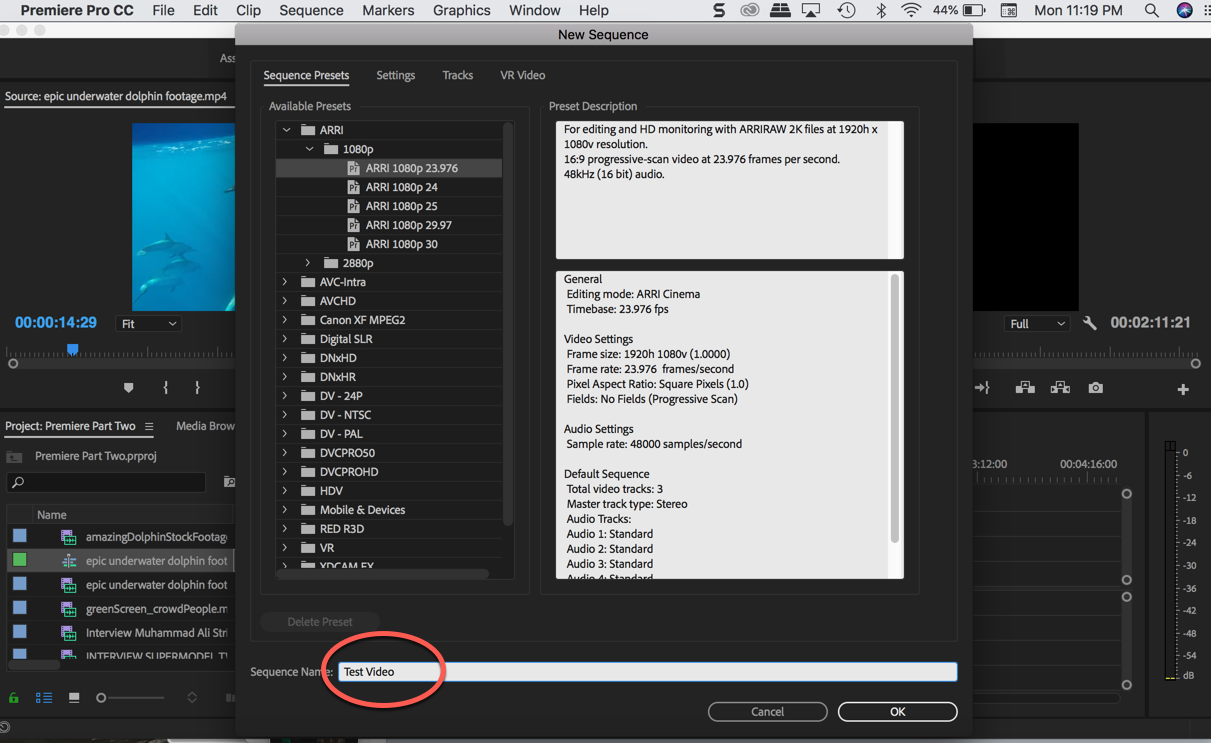 Premiere Pro CC File Edit Clip Sequence Markers Graphics Window Help 44% Mon 11:19 PM
New Sequence
Ass
Source: epic underwater dolphin footage.mp4
00:00:14:29
Fit
Project: Premiere Part Two
Media Brow
Premiere Part Two.prproj
Name
amazingDolphinStockFootage
epic underwater dolphin foot
epic underwater dolphin foot
greenScreen_crowdPeople.m
Interview Muhammad Ali Stri
INTERVIEW SUPERMODEL T
Sequence Presets Settings Tracks VR Video
Available Presets
ARRI
1080p
ARRI 1080p 23.976
ARRI 1080p 24
ARRI 1080p 25
ARRI 1080p 29.97
ARRI 1080p 30
2880p
AVC-Intra
AVCHD
Canon XF MPEG2
Digital SLR
DNxHD
DNxHR
DV - 24P
DV - NTSC
DV - PAL
DVCPRO50
DVCPROHD
HDV
Mobile & Devices
RED R3D
VR
XDCAM EX
Delete Preset
Preset Description
For editing and HD monitoring with ARRIRAW 2K files at 1920h x
1080v resolution.
16:9 progressive-scan video at 23.976 frames per second.
48kHz (16 bit) audio.
General
Editing mode: ARRI Cinema
Timebase: 23.976 fps
Video Settings
Frame size: 1920h 1080v (1.0000)
Frame rate: 23.976 frames/second
Pixel Aspect Ratio: Square Pixels (1.0)
Fields: No Fields (Progressive Scan)
Audio Settings
Sample rate: 48000 samples/second
Default Sequence
Total video tracks: 3
Master track type: Stereo
Audio Tracks:
Audio 1: Standard
Audio 2: Standard
Audio 3: Standard
Audio 4: Standard
Sequence Name: Test Video
Cancel
OK
Full
00:02:11:21
3:12:00
00:04:16:00
0
-6
-12
-18
-24
-30
-36
-42
-48
-54
dB